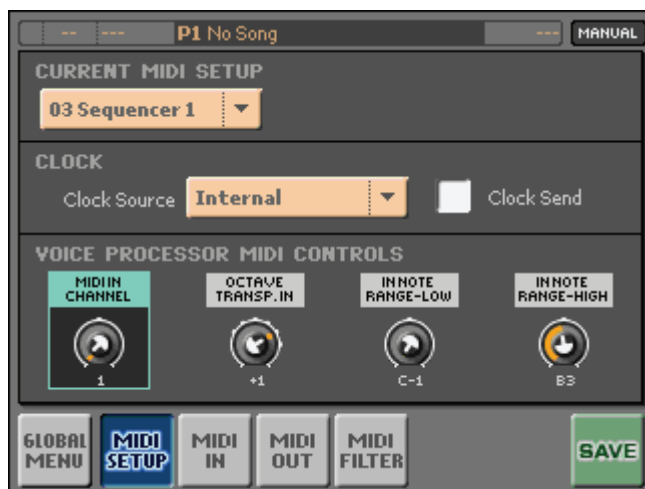 -- --- P1 No Song --- MANUAL
CURRENT MIDI SETUP
03 Sequencer 1
CLOCK
Clock Source Internal Clock Send
VOICE PROCESSOR MIDI CONTROLS
MIDI IN CHANNEL
OCTAVE TRANSP. IN
IN NOTE RANGE-LOW
IN NOTE RANGE-HIGH
1 +1 C-1 B3
GLOBAL MENU
MIDI SETUP
MIDI IN
MIDI OUT
MIDI FILTER
SAVE